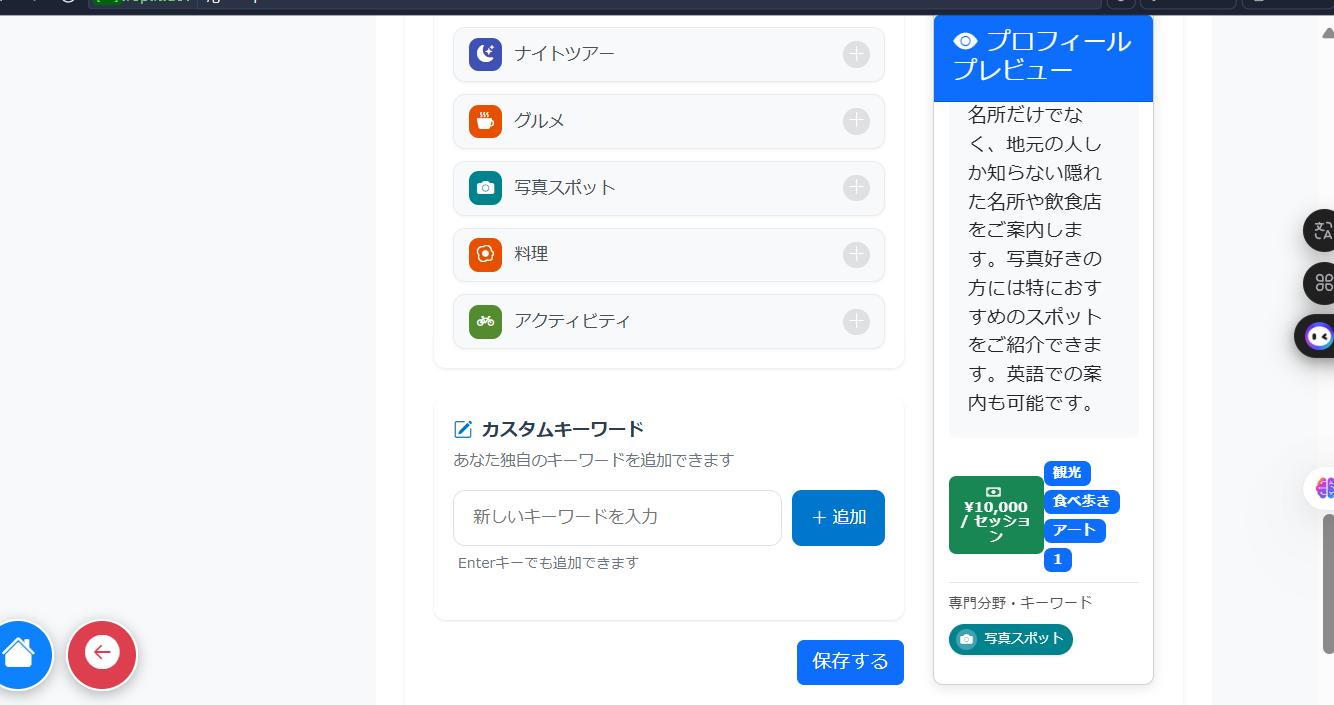 ナイトツアー
グルメ
写真スポット
料理
アクティビティ
カスタムキーワード
あなた独自のキーワードを追加できます
新しいキーワードを入力
+ 追加
Enterキーでも追加できます
保存する
プロフィール
プレビュー
名所だけでな
く、地元の人し
か知らない隠れ
た名所や飲食店
をご案内しま
す。写真好きの
方には特におす
すめのスポット
をご紹介できま
す。英語での案
内も可能です。
¥10,000
/ セッショ
ン
観光
食べ歩き
アート
1
専門分野・キーワード
写真スポット